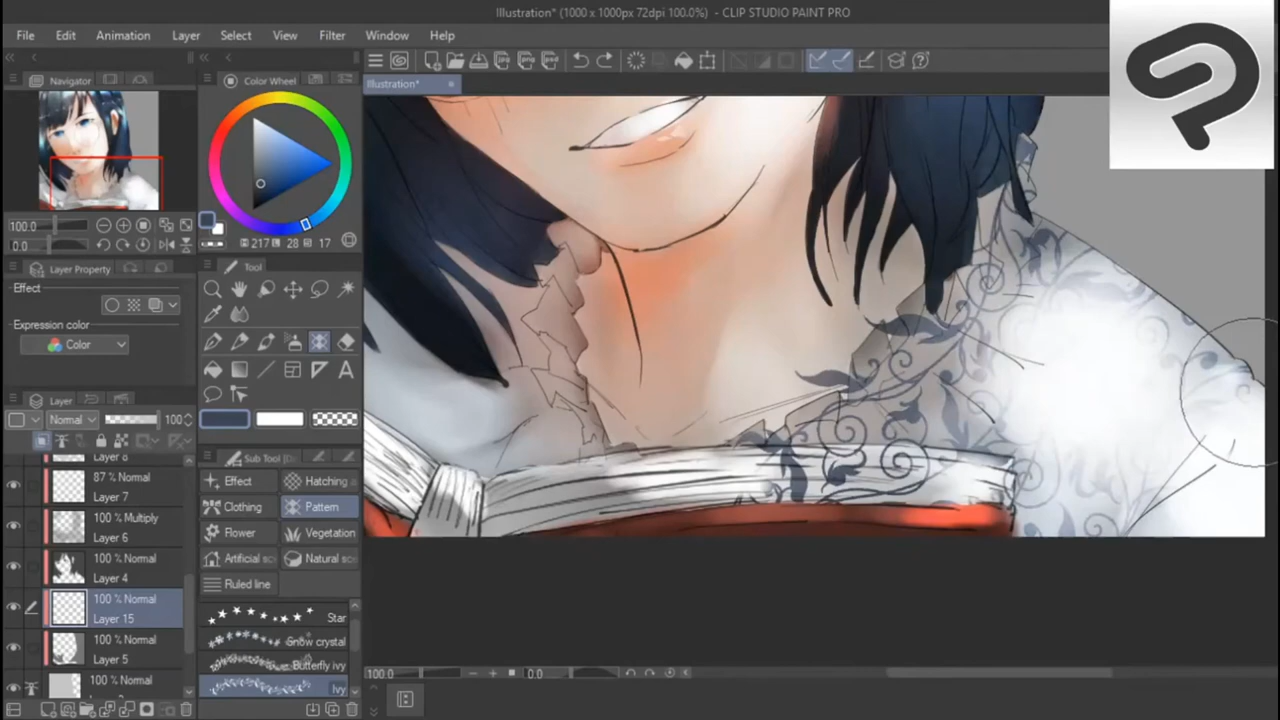 Illustration* (1000 x 1000px 72dpi 100.0%) - CLIP STUDIO PAINT PRO
File Edit Animation Layer Select View Filter Window Help
Navigator
Color Wheel
Illustration*
100.0
0.0
217 28 17
Layer Property
Effect
Expression color
Color
Tool
A
Layer
Normal 100
Layer 8
87 % Normal
Layer 7
100 % Multiply
Layer 6
100 % Normal
Layer 4
100 % Normal
Layer 15
100 % Normal
Layer 5
100 % Normal
Sub Tool
Effect
Hatching
Clothing
Pattern
Flower
Vegetation
Artificial
Natural
Ruled line
Star
Snow crystal
Butterfly ivy
Ivy
100.0
0.0